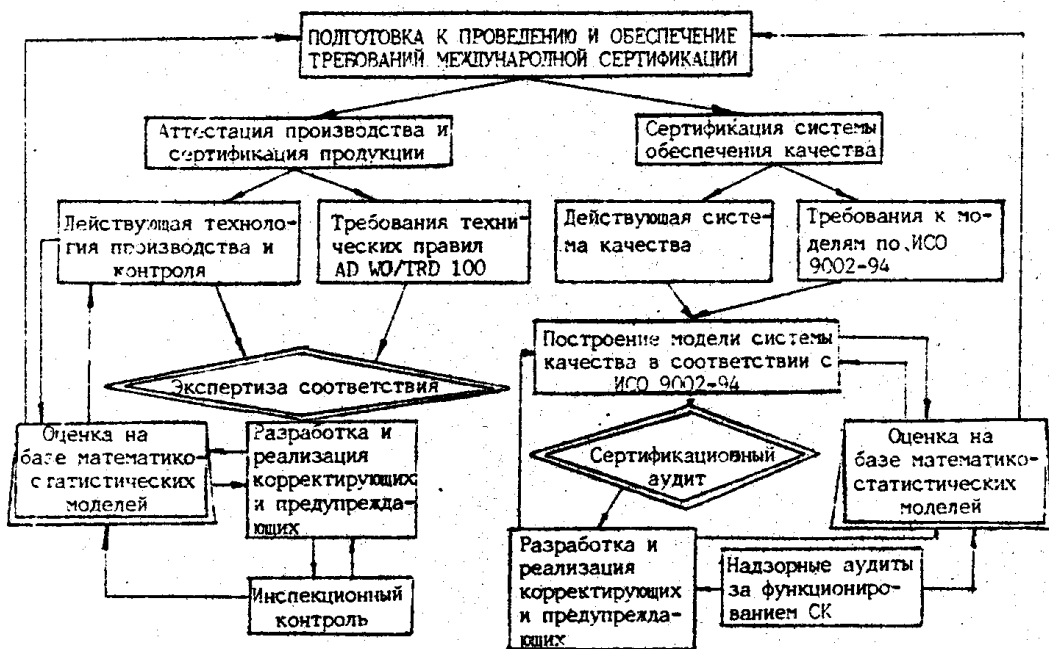 ПОДГОТОВКА К ПРОВЕДЕНИЮ И ОБЕСПЕЧЕНИЕ
ТРЕБОВАНИЙ МЕЖДУНАРОДНОЙ СЕРТИФИКАЦИИ
Аттестация производства и
сертификация продукции
Сертификация системы
обеспечения качества
Действующая техноло-
гия производства и
контроля
Требования техни-
ческих правил
AD WO/TRD 100
Действующая систе-
ма качества
Требования к мо-
делям по ИСО
9002-94
Экспертиза соответствия
Построение модели системы
качества в соответствии с
ИСО 9002-94
Оценка на
базе математико-
статистических
моделей
Разработка и
реализация
корректирующих
и предупрежда-
ющих
Сертификационный
аудит
Оценка на
базе математико-
статистических
моделей
Инспекционный
контроль
Разработка и
реализация
корректирующих
и предупрежда-
ющих
Надзорные аудиты
за функциониро-
ванием СК